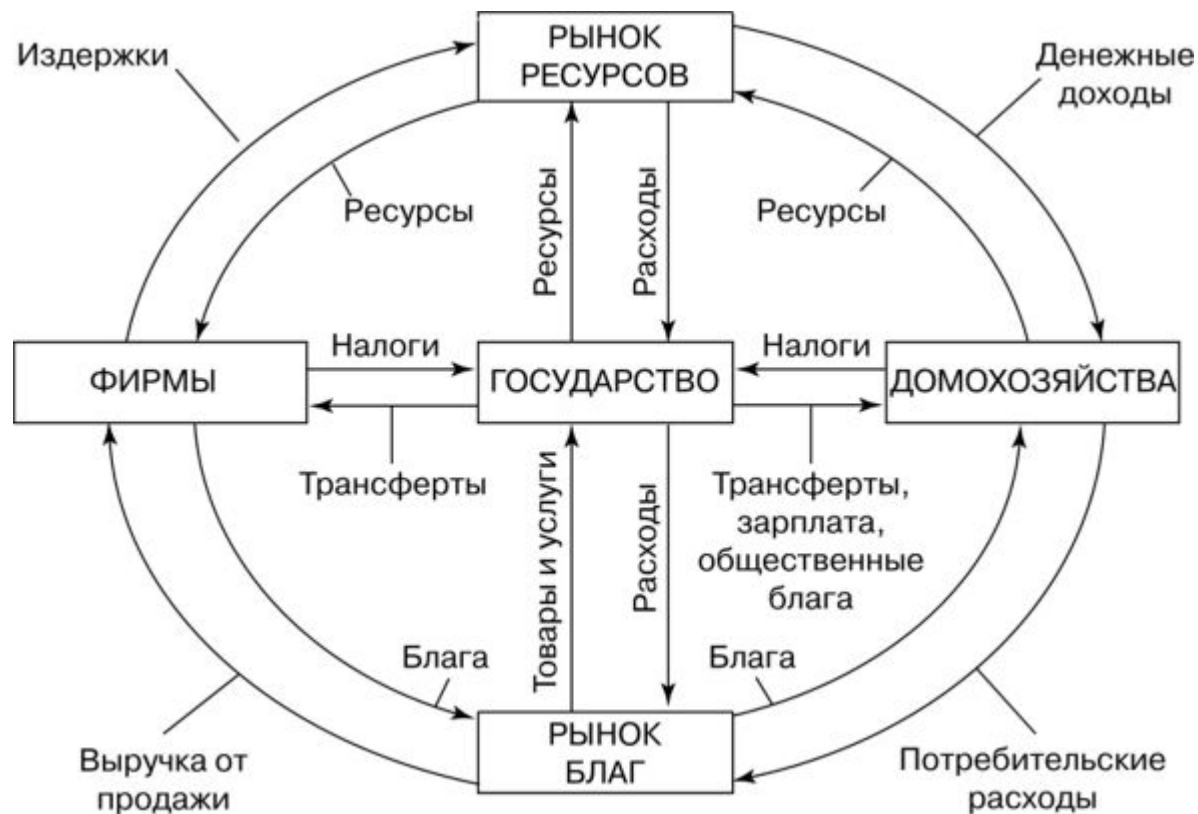 РЫНОК
РЕСУРСОВ
Издержки
Денежные
доходы
Ресурсы
Ресурсы
Расходы
Ресурсы
Налоги
Налоги
ФИРМЫ
ГОСУДАРСТВО
ДОМОХОЗЯЙСТВА
Трансферты
Товары и услуги
Расходы
Трансферты,
зарплата,
общественные
блага
Блага
Блага
РЫНОК
БЛАГ
Выручка от
продажи
Потребительские
расходы